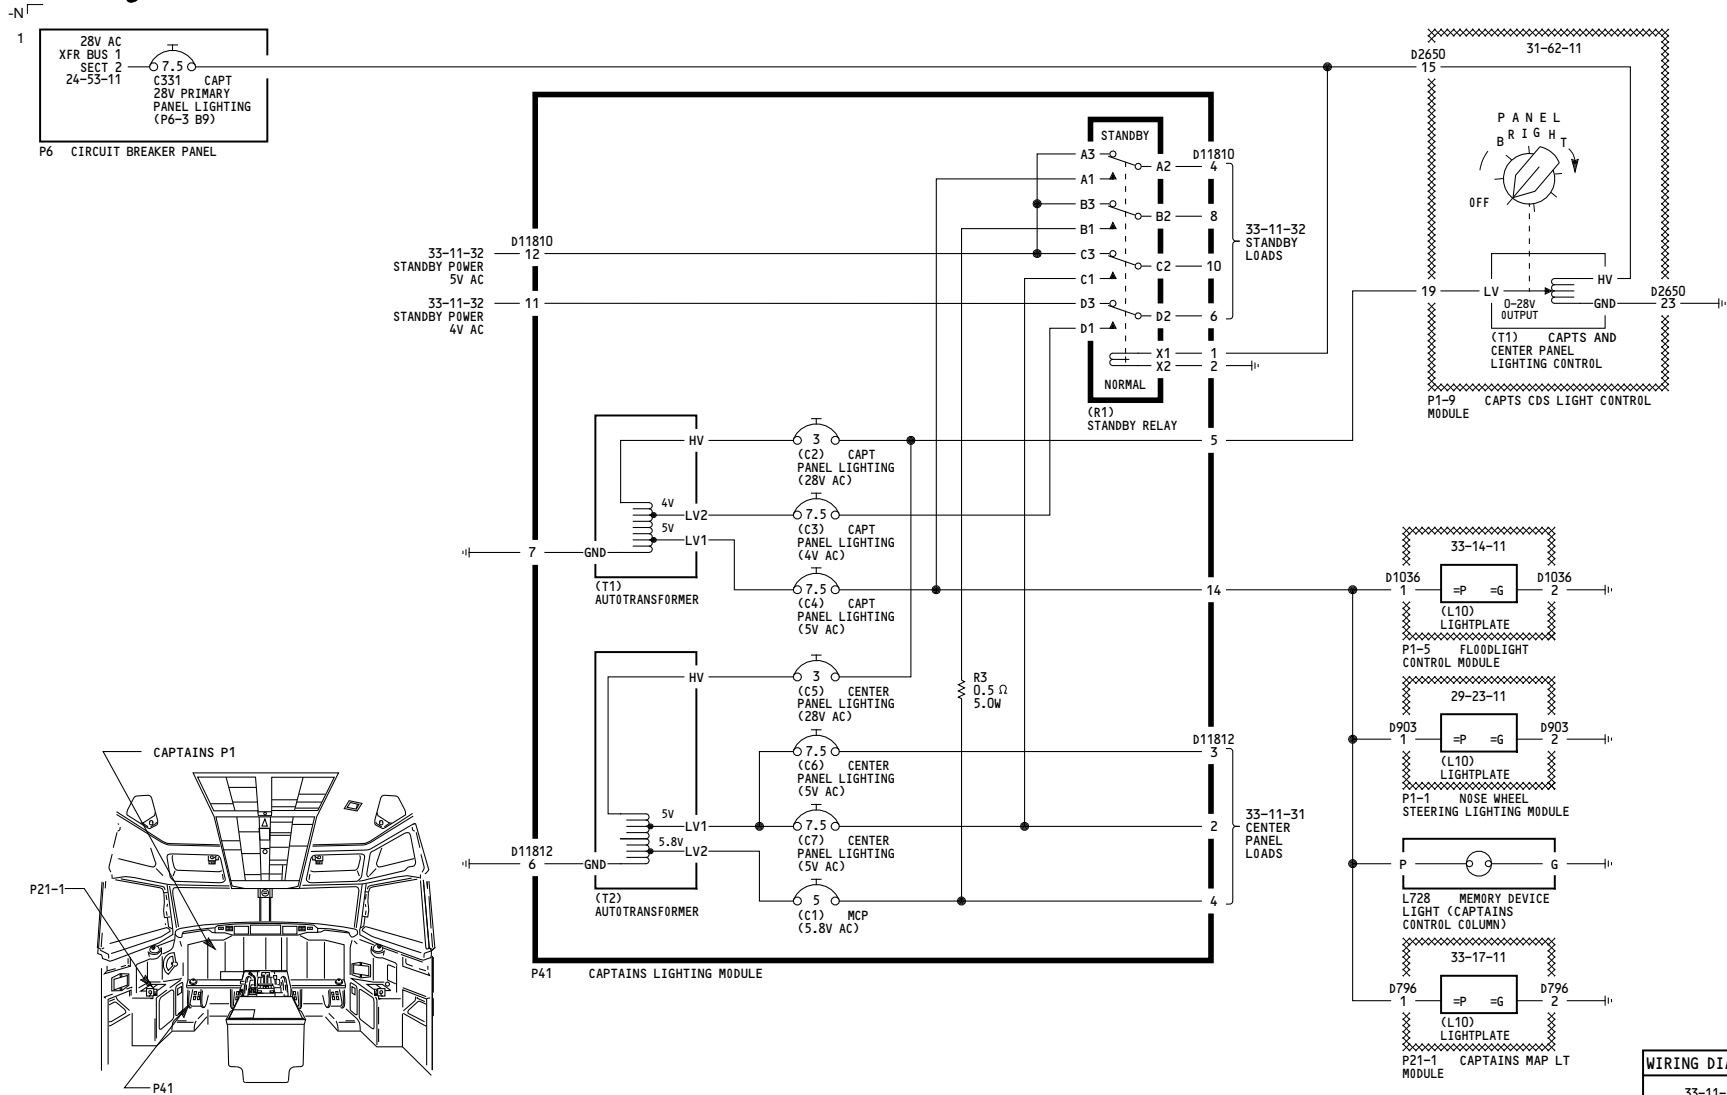 -N
1
28V AC
XFR BUS 1
SECT 2
24-53-11
7.5
C331 CAPT
28V PRIMARY
PANEL LIGHTING
(P6-3 B9)
P6 CIRCUIT BREAKER PANEL
STANDBY
A3
A2
D11810
4
A1
B3
B2
8
B1
C3
C2
10
C1
D3
D2
6
D1
X1
1
X2
2
NORMAL
(R1)
STANDBY RELAY
33-11-32
STANDBY
LOADS
33-11-32
STANDBY POWER
5V AC
D11810
12
33-11-32
STANDBY POWER
4V AC
11
D2650
15
31-62-11
PANEL
BRIGHT
OFF
HV
19
LV
0-28V
OUTPUT
GND
D2650
23
(T1) CAPTS AND
CENTER PANEL
LIGHTING CONTROL
P1-9 CAPTS CDS LIGHT CONTROL
MODULE
HV
3
(C2) CAPT
PANEL LIGHTING
(28V AC)
5
4V
LV2
7.5
(C3) CAPT
PANEL LIGHTING
(4V AC)
5V
LV1
7
GND
(T1)
AUTOTRANSFORMER
7.5
(C4) CAPT
PANEL LIGHTING
(5V AC)
14
HV
3
(C5) CENTER
PANEL LIGHTING
(28V AC)
R3
0.5 Ω
5.0W
7.5
(C6) CENTER
PANEL LIGHTING
(5V AC)
D11812
3
5V
LV1
7.5
(C7) CENTER
PANEL LIGHTING
(5V AC)
2
33-11-31
CENTER
PANEL
LOADS
5.8V
LV2
D11812
6
GND
(T2)
AUTOTRANSFORMER
5
(C1) MCP
(5.8V AC)
4
P41 CAPTAINS LIGHTING MODULE
33-14-11
D1036
1
=P =G
D1036
2
(L10)
LIGHTPLATE
P1-5 FLOODLIGHT
CONTROL MODULE
29-23-11
D903
1
=P =G
D903
2
(L10)
LIGHTPLATE
P1-1 NOSE WHEEL
STEERING LIGHTING MODULE
P
G
L728 MEMORY DEVICE
LIGHT (CAPTAINS
CONTROL COLUMN)
33-17-11
D796
1
=P =G
D796
2
(L10)
LIGHTPLATE
P21-1 CAPTAINS MAP LT
MODULE
CAPTAINS P1
P21-1
P41
WIRING DIA
33-11-